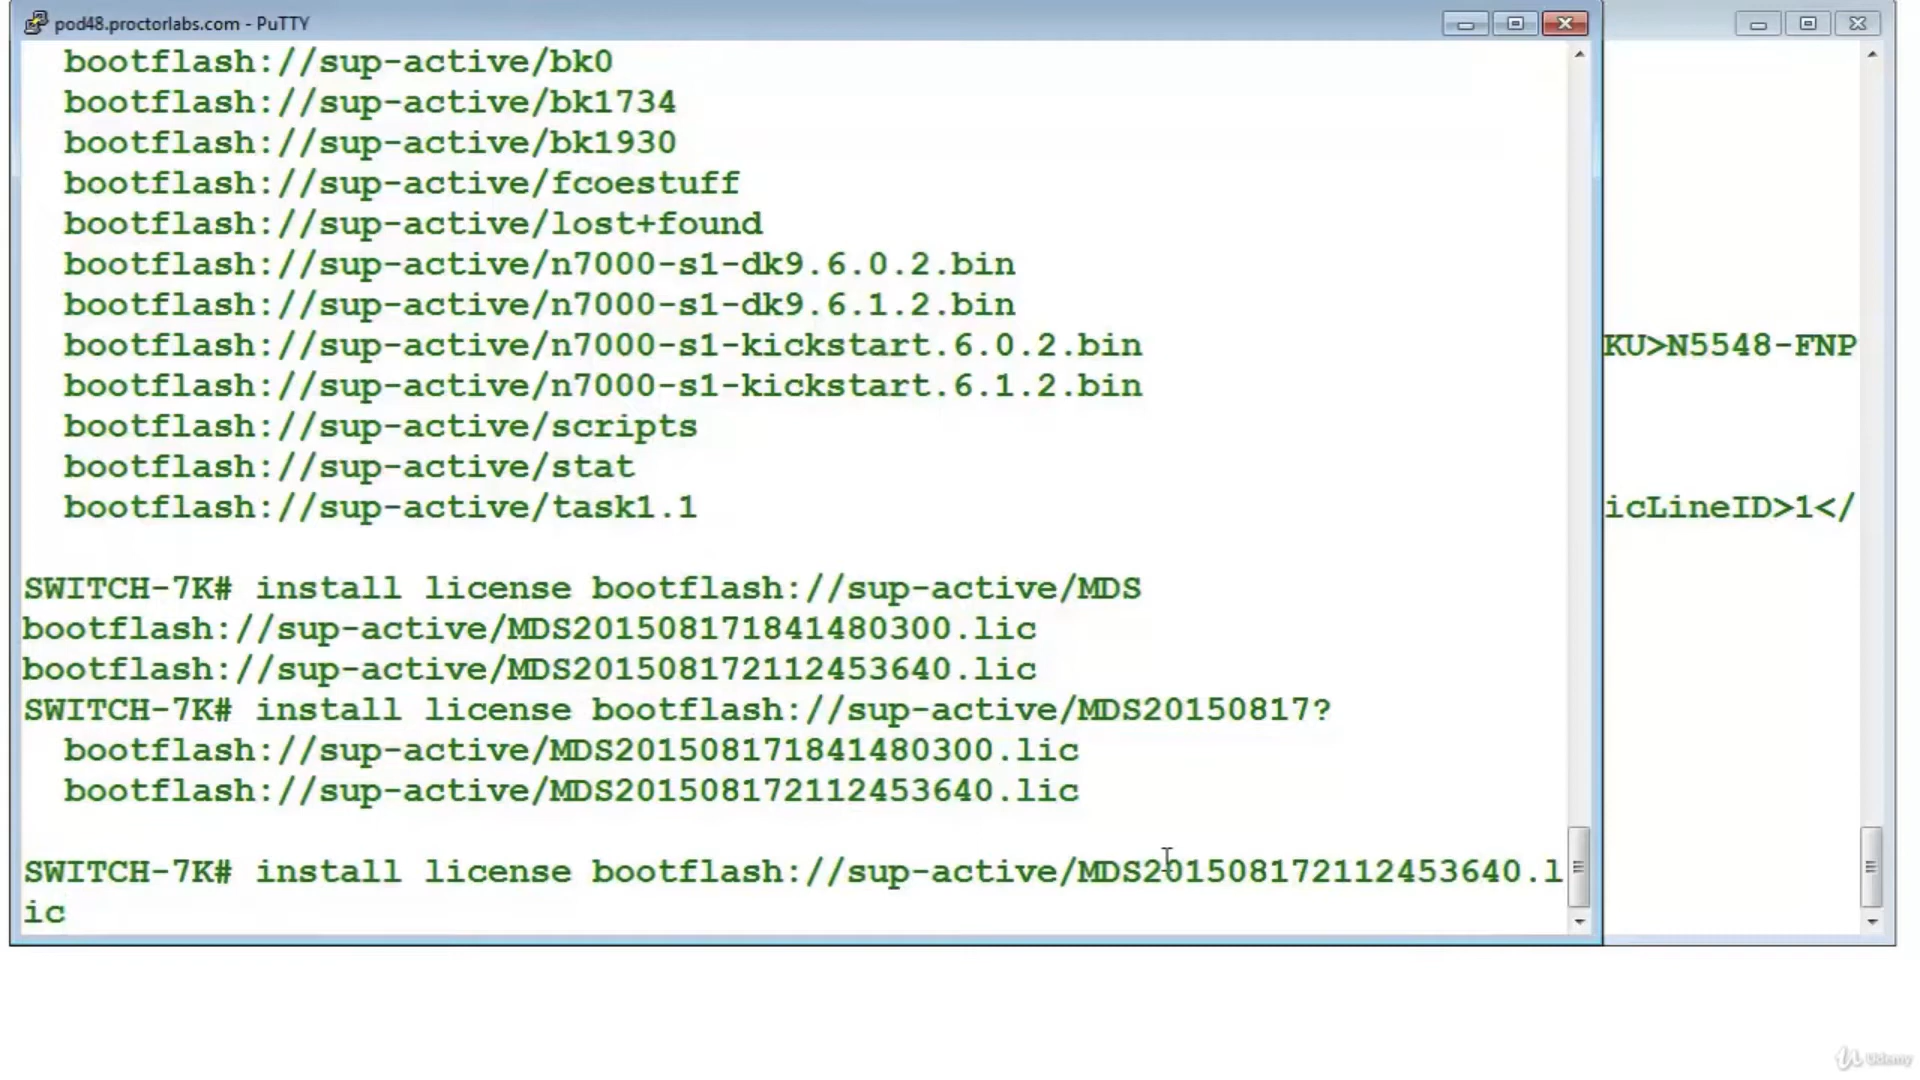 pod48.proctorlabs.com - PuTTY
bootflash://sup-active/bk0
bootflash://sup-active/bk1734
bootflash://sup-active/bk1930
bootflash://sup-active/fcoestuff
bootflash://sup-active/lost+found
bootflash://sup-active/n7000-s1-dk9.6.0.2.bin
bootflash://sup-active/n7000-s1-dk9.6.1.2.bin
bootflash://sup-active/n7000-s1-kickstart.6.0.2.bin
KU>N5548-FNP
bootflash://sup-active/n7000-s1-kickstart.6.1.2.bin
bootflash://sup-active/scripts
bootflash://sup-active/stat
bootflash://sup-active/task1.1
icLineID>1</
SWITCH-7K# install license bootflash://sup-active/MDS
bootflash://sup-active/MDS201508171841480300.lic
bootflash://sup-active/MDS201508172112453640.lic
SWITCH-7K# install license bootflash://sup-active/MDS20150817?
bootflash://sup-active/MDS201508171841480300.lic
bootflash://sup-active/MDS201508172112453640.lic
SWITCH-7K# install license bootflash://sup-active/MDS201508172112453640.l
ic
Udemy